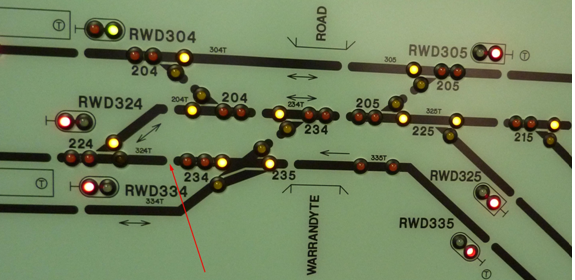 RWD304
ROAD
RWD305
T
304T
204
305
205
RWD324
204T
204
234T
205
325T
234
225
215
224
324T
234
235
335T
RWD334
T
334T
RWD325
T
WARRANDYTE
RWD335
T